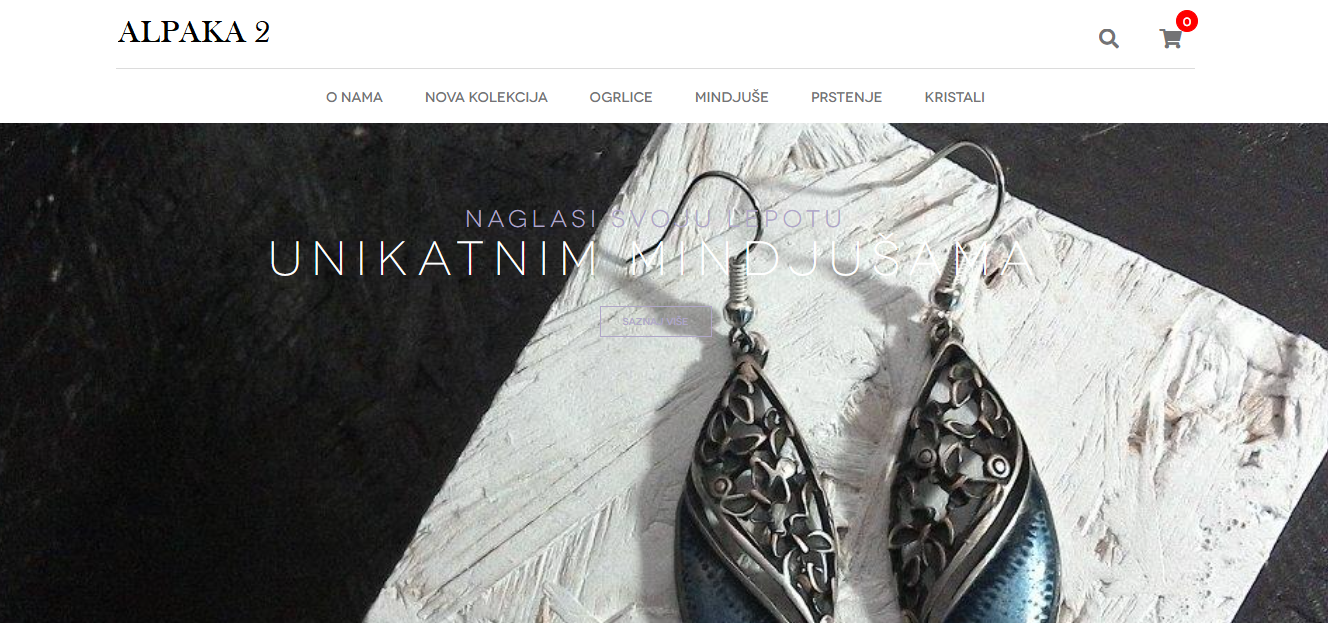 ALPAKA 2
0
O NAMA NOVA KOLEKCIJA OGRLICE MINDJUŠE PRSTENJE KRISTALI
NAGLASI SVOJU LEPOTU
UNIKATNIM MINDJUŠAMA
SAZNAJ VIŠE